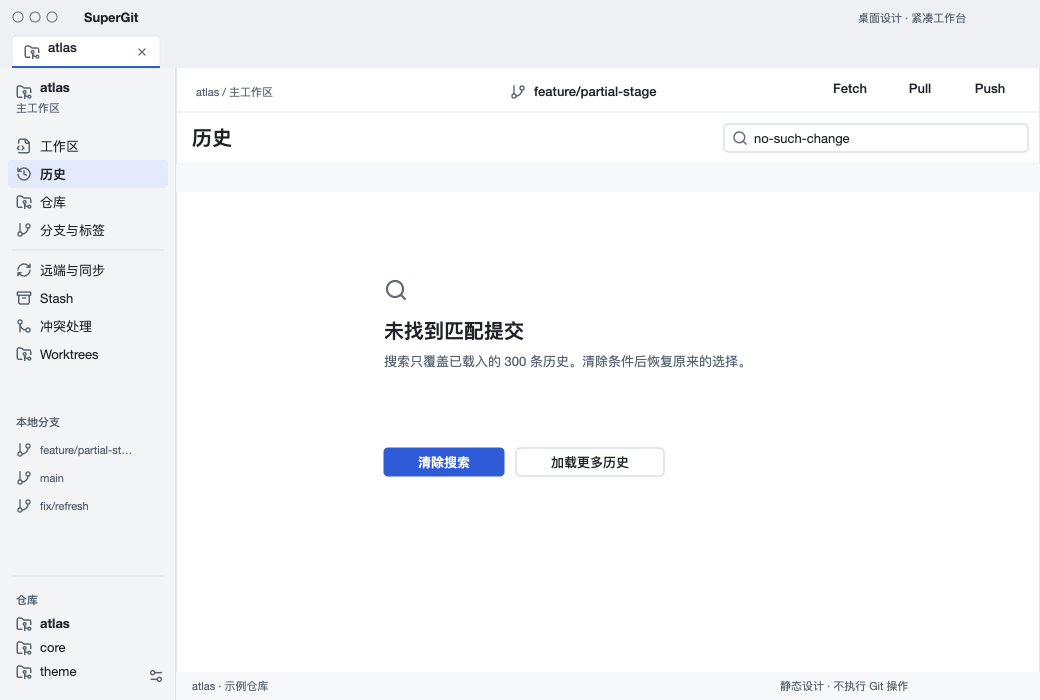 SuperGit
桌面设计 · 紧凑工作台
atlas
atlas
主工作区
工作区
历史
仓库
分支与标签
远端与同步
Stash
冲突处理
Worktrees
本地分支
feature/partial-st...
main
fix/refresh
仓库
atlas
core
theme
atlas / 主工作区
feature/partial-stage
Fetch
Pull
Push
历史
no-such-change
未找到匹配提交
搜索只覆盖已载入的 300 条历史。清除条件后恢复原来的选择。
清除搜索
加载更多历史
atlas · 示例仓库
静态设计 · 不执行 Git 操作